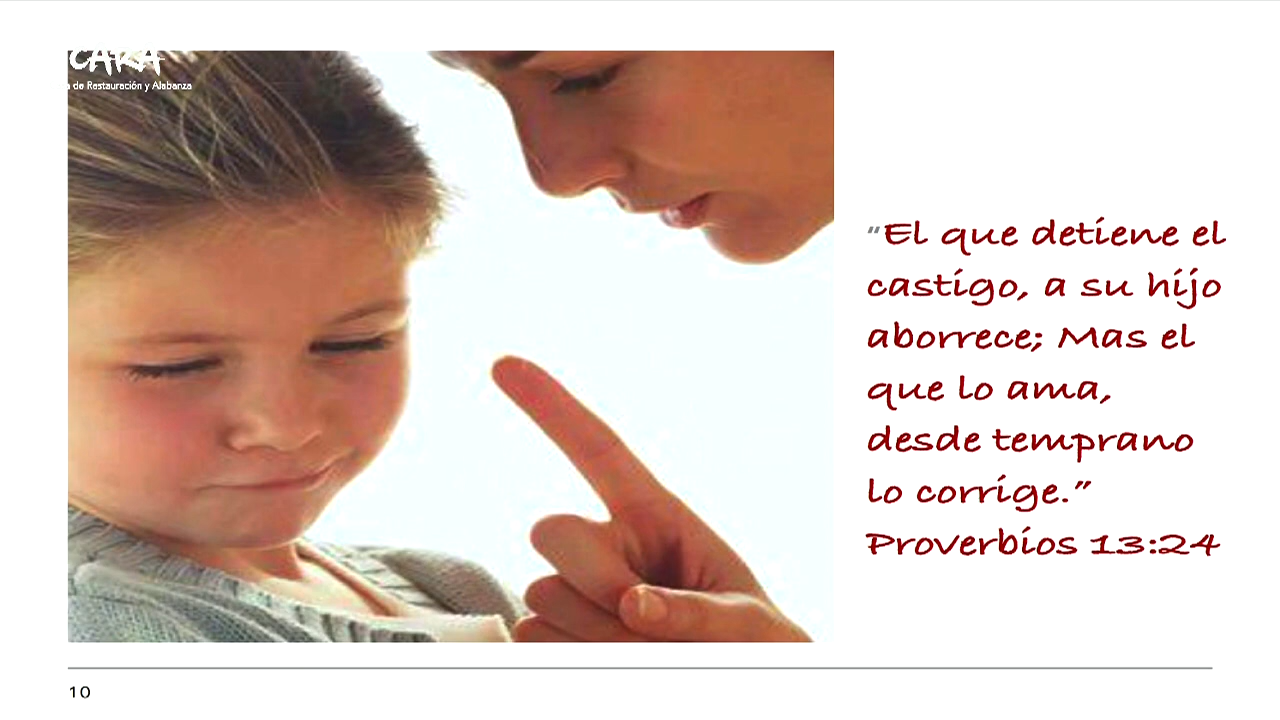 CARA
de Restauración y Alabanza
“El que detiene el
castigo, a su hijo
aborrece; Mas el
que lo ama,
desde temprano
lo corrige.”
Proverbios 13:24
10